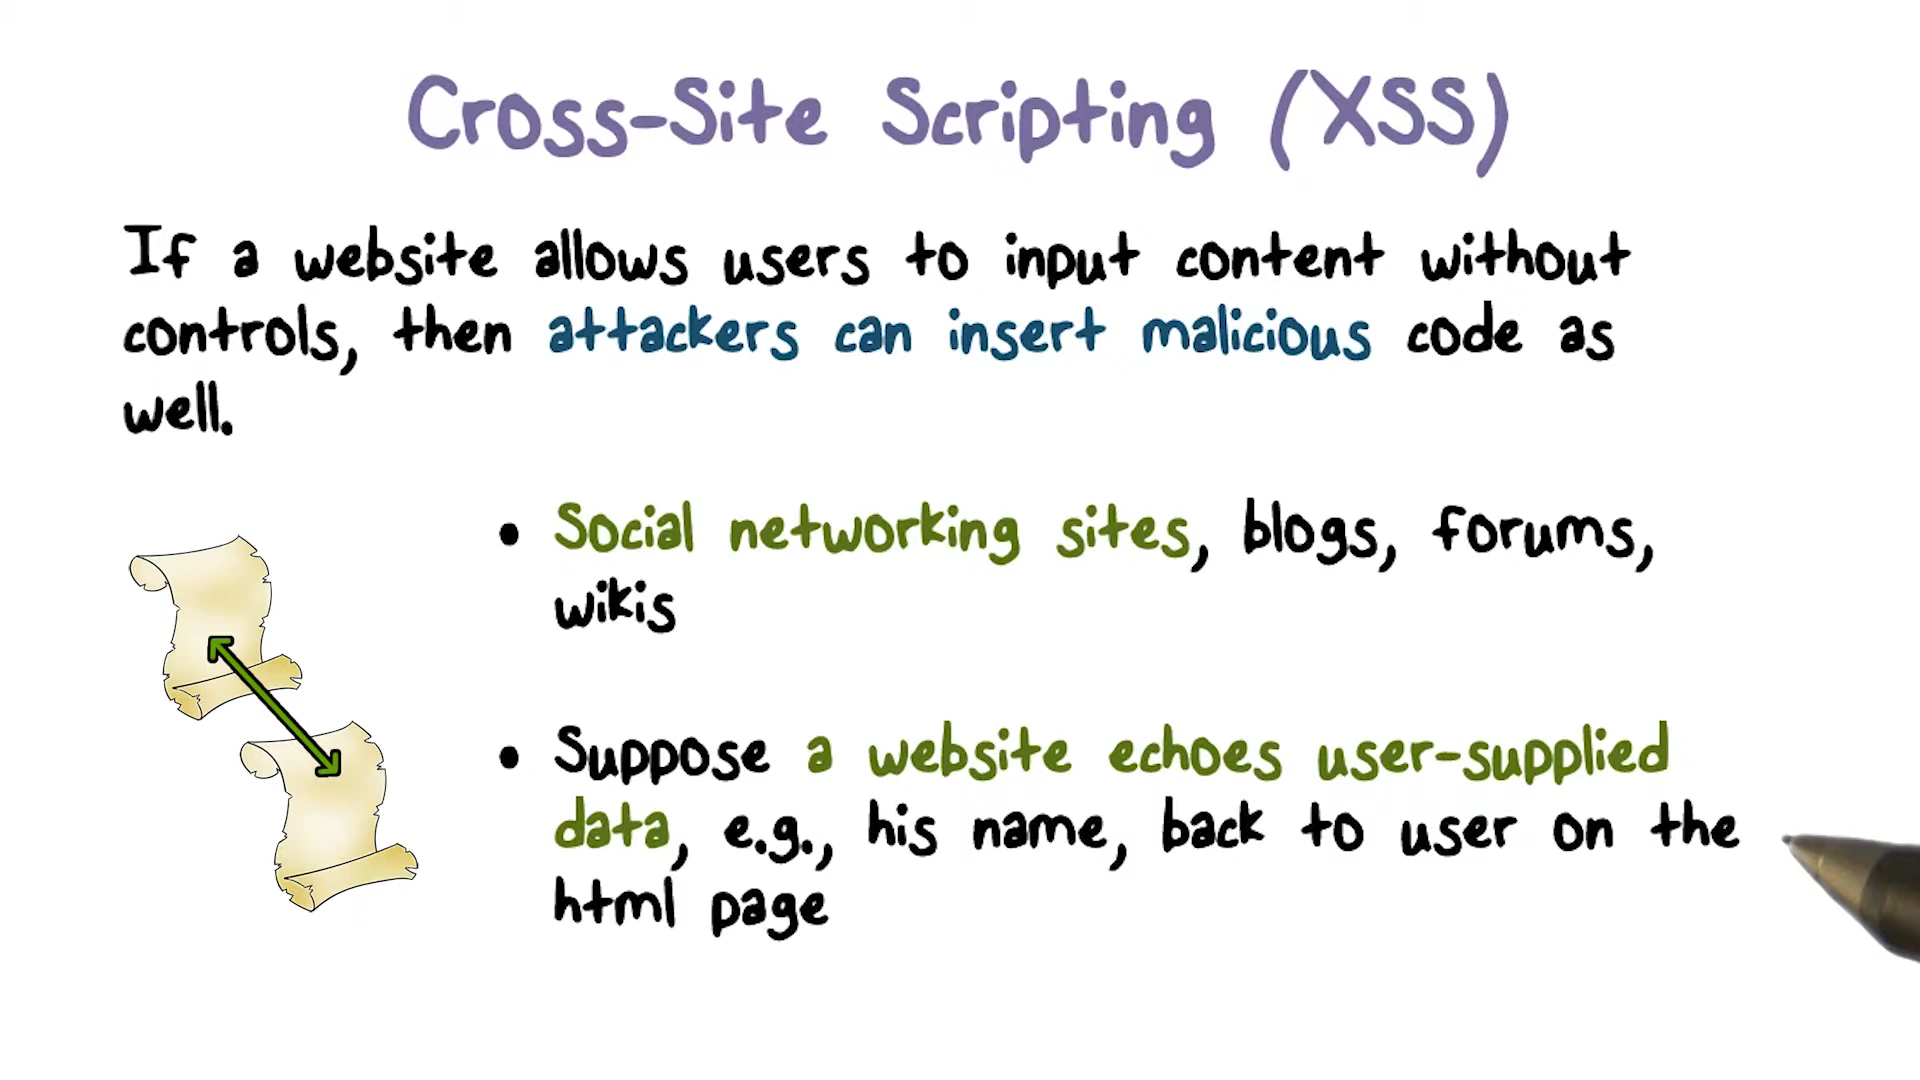 Cross-Site Scripting (XSS)
If a website allows users to input content without
controls, then attackers can insert malicious code as
well.
• Social networking sites, blogs, forums,
wikis
• Suppose a website echoes user-supplied
data, e.g., his name, back to user on the
html page